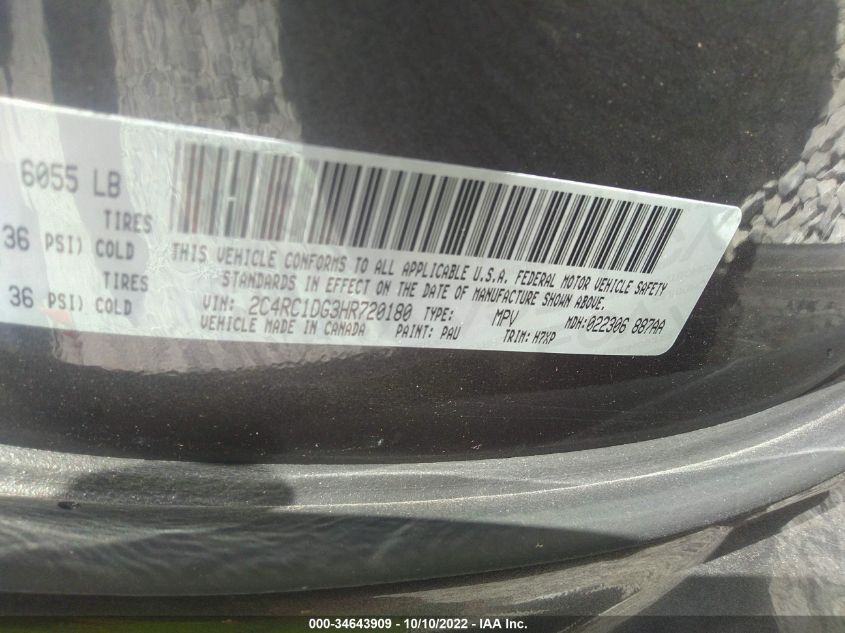 6055 LB
TIRES
36 PSI) COLD
TIRES
36 PSI) COLD
THIS VEHICLE CONFORMS TO ALL APPLICABLE U.S.A. FEDERAL MOTOR VEHICLE SAFETY
STANDARDS IN EFFECT ON THE DATE OF MANUFACTURE SHOWN ABOVE.
VIN: 2C4RC1DG3HR720180 TYPE: MPV MDH:022306 887AA
VEHICLE MADE IN CANADA PAINT: PAU TRIM: H7XP
000-34643909 - 10/10/2022 - IAA Inc.